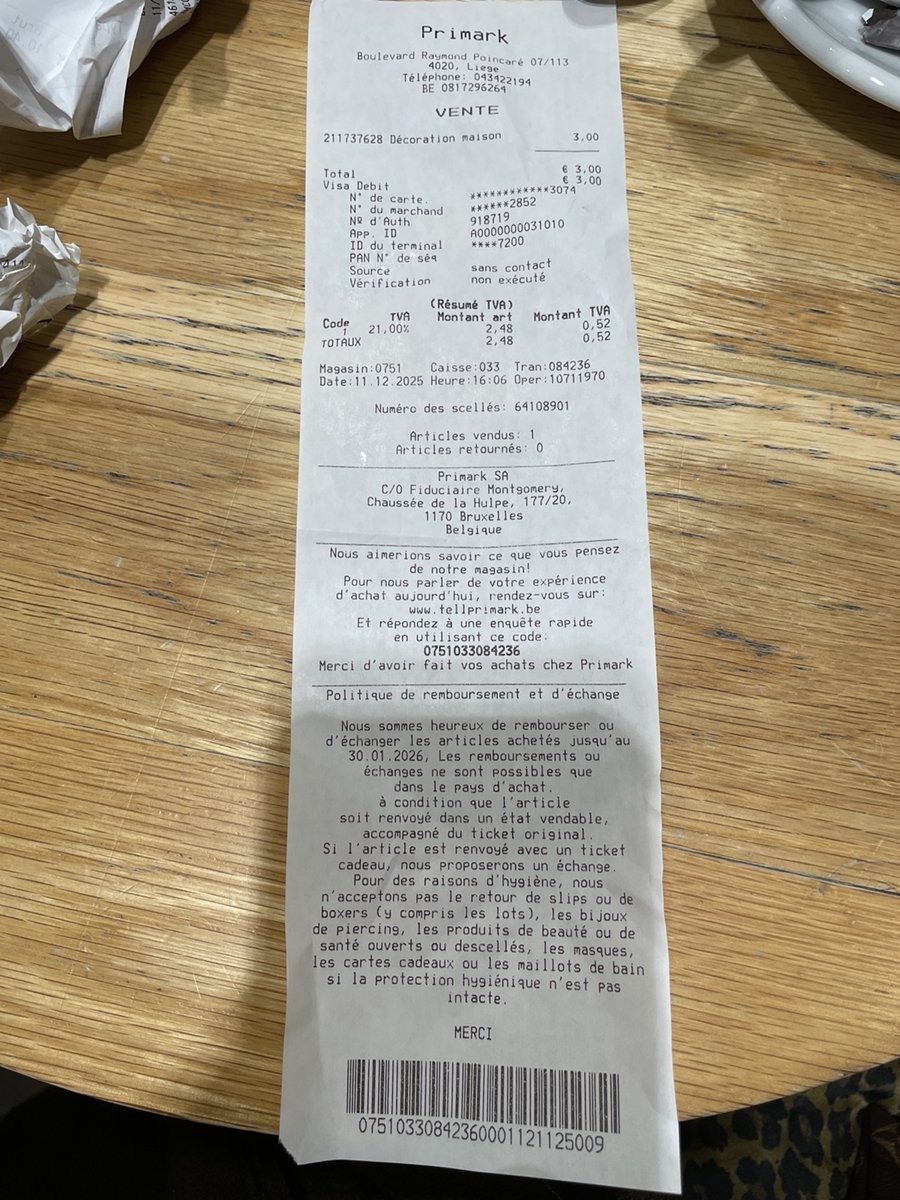 Primark
Boulevard Raymond Poincaré 07/113
4020, Liege
Téléphone: 043422194
BE 0817296264
VENTE
211737628 Décoration maison 3,00
Total € 3,00
Visa Debit € 3,00
N° de carte. ************3074
N° du marchand ******2852
Nº d'Auth 918719
App. ID A0000000031010
ID du terminal ****7200
PAN N° de séq
Source sans contact
Vérification non exécuté
(Résumé TVA)
Code TVA Montant art Montant TVA
1 21,00% 2,48 0,52
TOTAUX 2,48 0,52
Magasin:0751 Caisse:033 Tran:084236
Date:11.12.2025 Heure:16:06 Oper:10711970
Numéro des scellés: 64108901
Articles vendus: 1
Articles retournés: 0
Primark SA
C/O Fiduciaire Montgomery,
Chaussée de la Hulpe, 177/20,
1170 Bruxelles
Belgique
Nous aimerions savoir ce que vous pensez
de notre magasin!
Pour nous parler de votre expérience
d'achat aujourd'hui, rendez-vous sur:
www.tellprimark.be
Et répondez à une enquête rapide
en utilisant ce code:
0751033084236
Merci d'avoir fait vos achats chez Primark
Politique de remboursement et d'échange
Nous sommes heureux de rembourser ou
d'échanger les articles achetés jusqu'au
30.01.2026, Les remboursements ou
échanges ne sont possibles que
dans le pays d'achat.
à condition que l'article
soit renvoyé dans un état vendable,
accompagné du ticket original.
Si l'article est renvoyé avec un ticket
cadeau, nous proposerons un échange.
Pour des raisons d'hygiène, nous
n'acceptons pas le retour de slips ou de
boxers (y compris les lots), les bijoux
de piercing, les produits de beauté ou de
santé ouverts ou descellés, les masques,
les cartes cadeaux ou les maillots de bain
si la protection hygiénique n'est pas
intacte.
MERCI
07510330842360001121125009